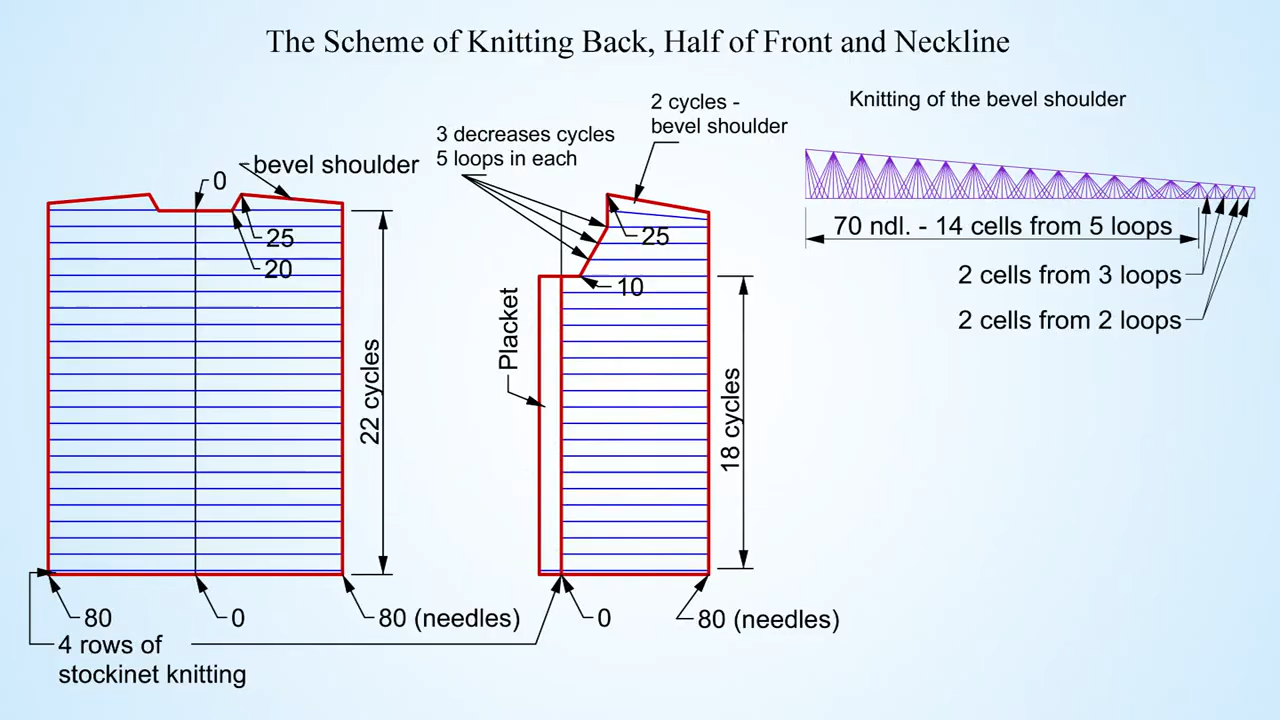 The Scheme of Knitting Back, Half of Front and Neckline
bevel shoulder
0
25
20
22 cycles
80
0
80 (needles)
4 rows of
stockinet knitting
3 decreases cycles
5 loops in each
2 cycles -
bevel shoulder
25
10
Placket
18 cycles
0
80 (needles)
Knitting of the bevel shoulder
70 ndl. - 14 cells from 5 loops
2 cells from 3 loops
2 cells from 2 loops